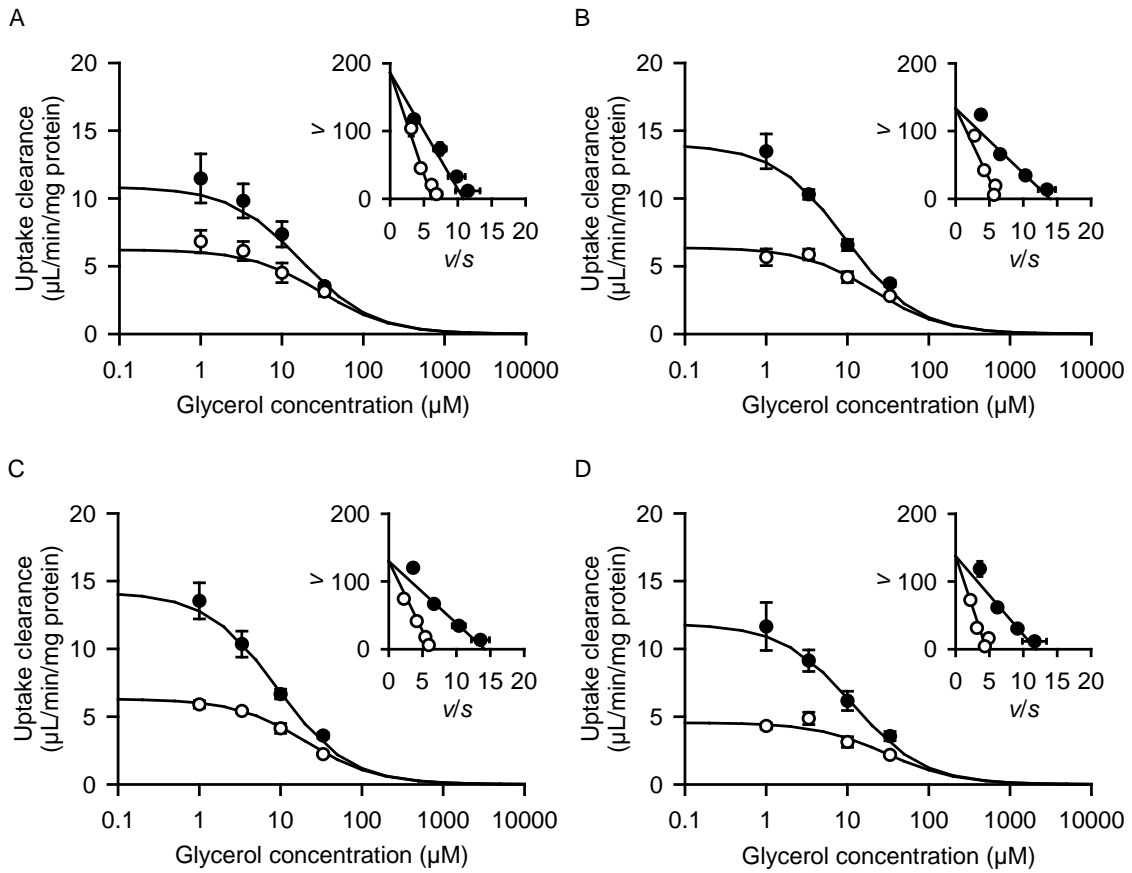 A
Uptake clearance
(µL/min/mg protein)
20
15
10
5
0
0.1 1 10 100 1000 10000
Glycerol concentration (µM)
v
200
100
0
0 5 10 15 20
v/s
B
Uptake clearance
(µL/min/mg protein)
20
15
10
5
0
0.1 1 10 100 1000 10000
Glycerol concentration (µM)
v
200
100
0
0 5 10 15 20
v/s
C
Uptake clearance
(µL/min/mg protein)
20
15
10
5
0
0.1 1 10 100 1000 10000
Glycerol concentration (µM)
v
200
100
0
0 5 10 15 20
v/s
D
Uptake clearance
(µL/min/mg protein)
20
15
10
5
0
0.1 1 10 100 1000 10000
Glycerol concentration (µM)
v
200
100
0
0 5 10 15 20
v/s